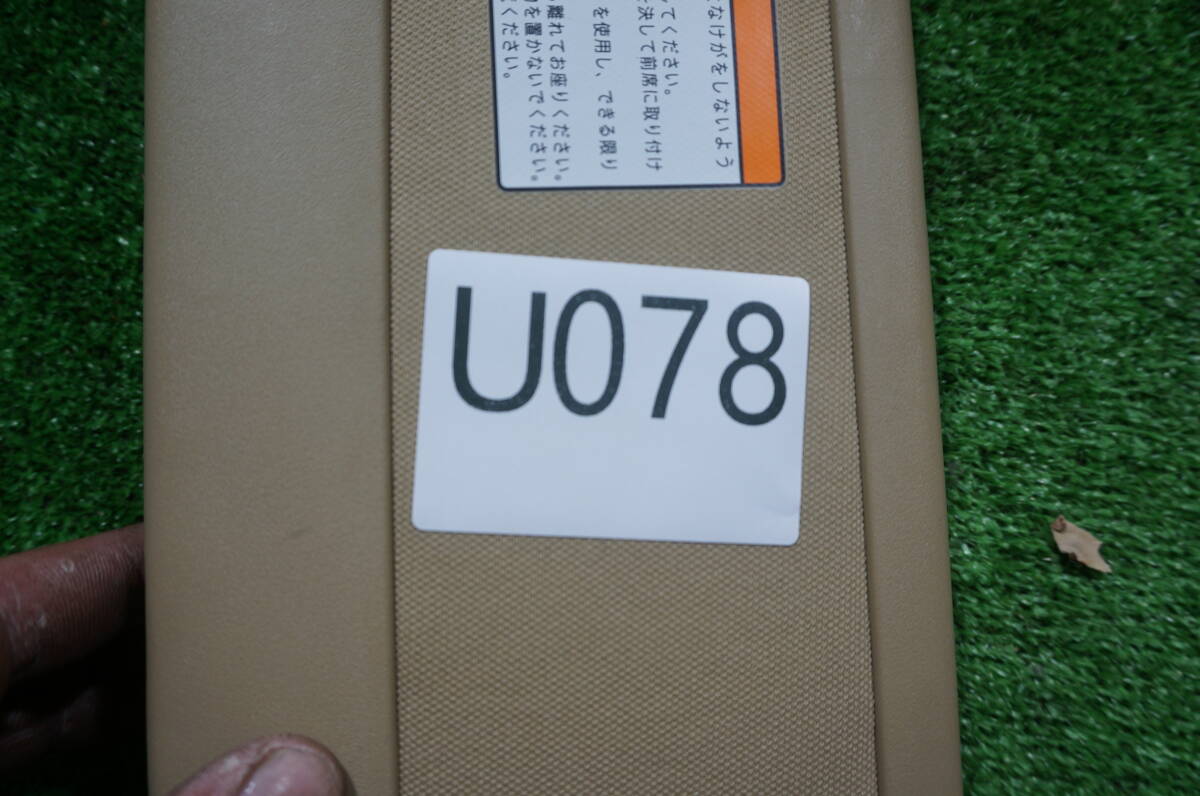 なけがをしないよう
てください。
決して前席に取り付け
を使用し、できる限り
離れてお座りください。
を置かないでください。
ください。
U078